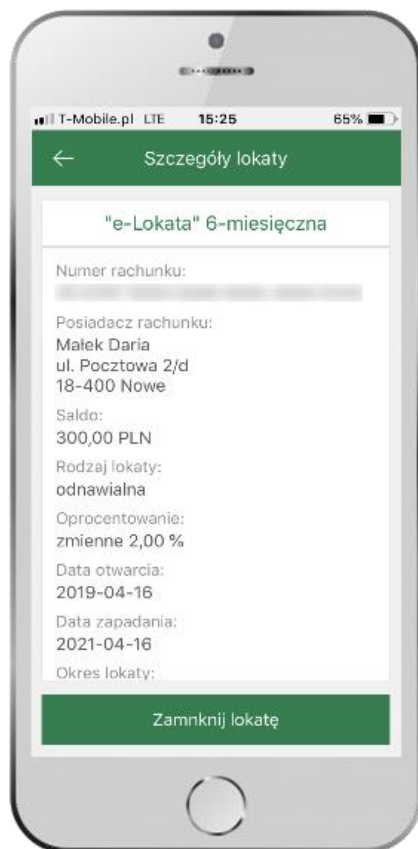 T-Mobile.pl LTE 15:25 65%
Szczegóły lokaty
"e-Lokata" 6-miesięczna
Numer rachunku:
Posiadacz rachunku:
Małek Daria
ul. Pocztowa 2/d
18-400 Nowe
Saldo:
300,00 PLN
Rodzaj lokaty:
odnawialna
Oprocentowanie:
zmienne 2,00 %
Data otwarcia:
2019-04-16
Data zapadania:
2021-04-16
Okres lokaty:
Zamnknij lokatę